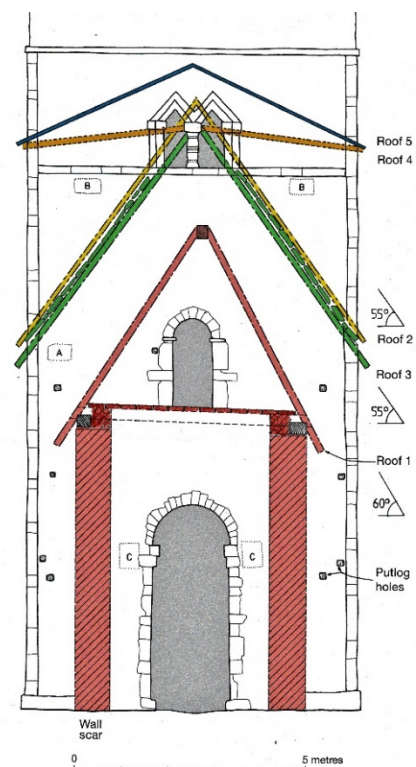 Roof 5
Roof 4
B
B
55°
Roof 2
A
Roof 3
55°
Roof 1
60°
C
C
Putlog
holes
Wall
scar
0
5 metres